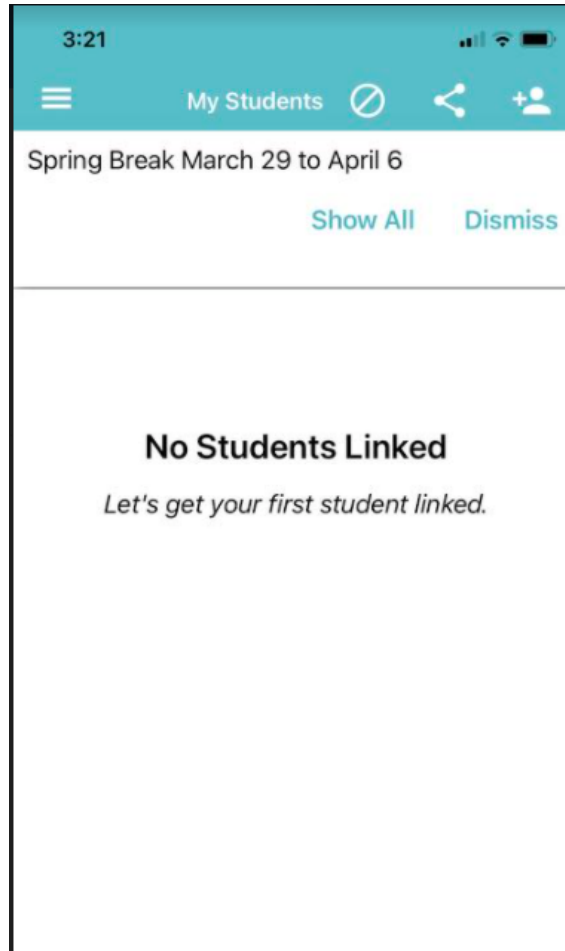 3:21
My Students
Spring Break March 29 to April 6
Show All Dismiss
No Students Linked
Let's get your first student linked.